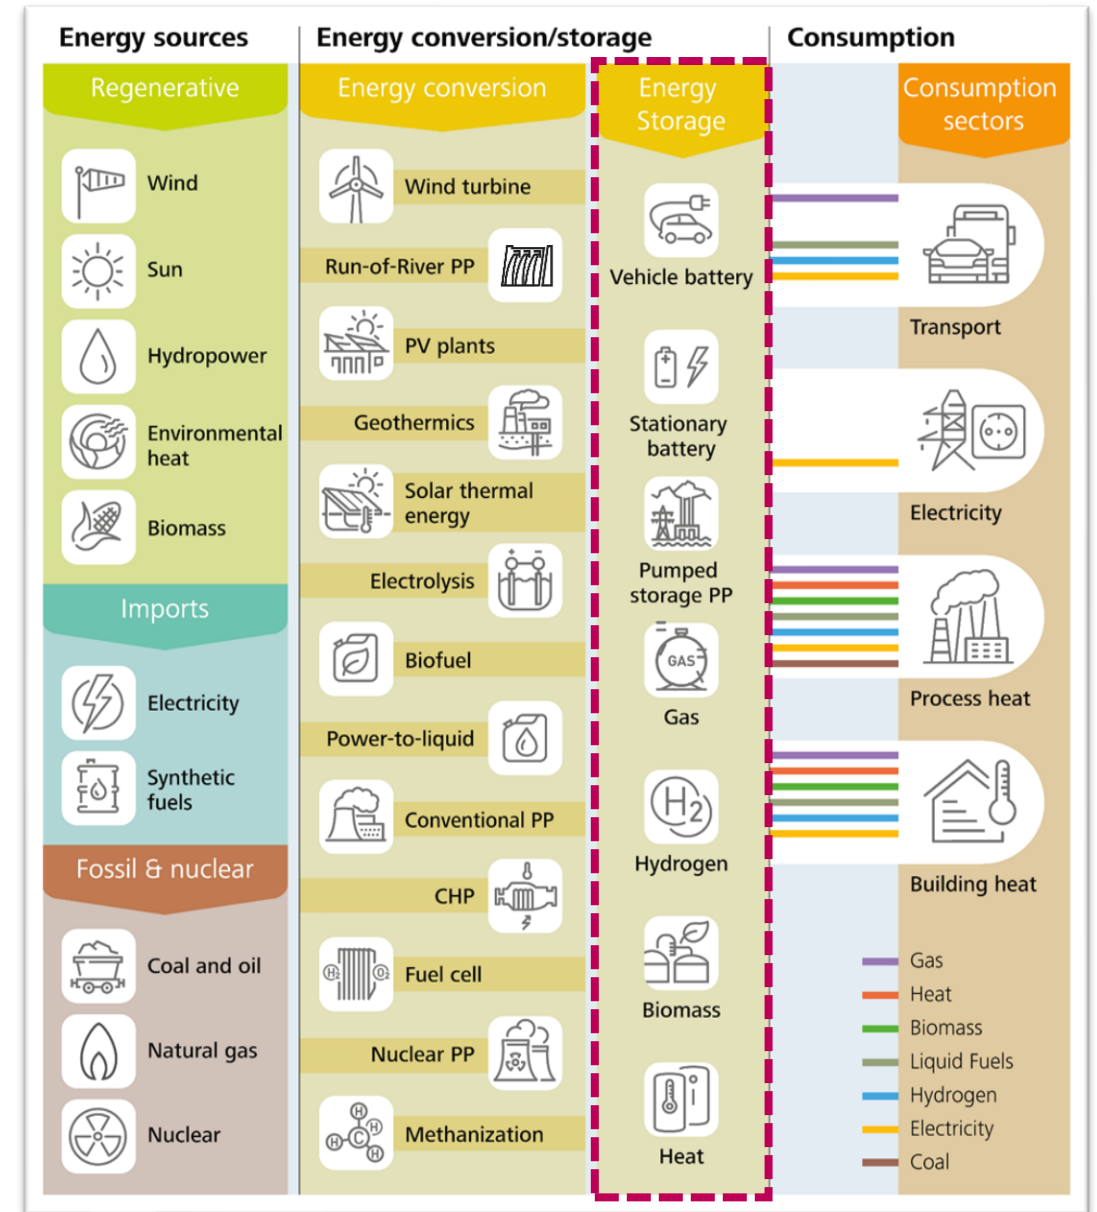 Energy sources
Energy conversion/storage
Consumption
Regenerative
Wind
Sun
Hydropower
Environmental
heat
Biomass
Imports
Electricity
Synthetic
fuels
Fossil & nuclear
Coal and oil
Natural gas
Nuclear
Energy conversion
Wind turbine
Run-of-River PP
PV plants
Geothermics
Solar thermal
energy
Electrolysis
+ -
Biofuel
Power-to-liquid
Conventional PP
CHP
H₂ O₂
Fuel cell
Nuclear PP
H
H
H C
H
Methanization
Energy
Storage
Vehicle battery
Stationary
battery
Pumped
storage PP
GAS
Gas
H₂
Hydrogen
Biomass
Heat
Consumption
sectors
Transport
Electricity
Process heat
Building heat
Gas
Heat
Biomass
Liquid Fuels
Hydrogen
Electricity
Coal